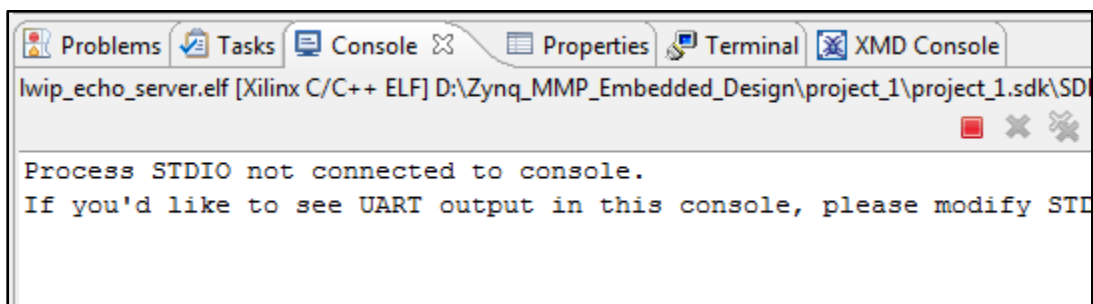 Problems Tasks Console Properties Terminal XMD Console
lwip_echo_server.elf [Xilinx C/C++ ELF] D:\Zynq_MMP_Embedded_Design\project_1\project_1.sdk\SD
Process STDIO not connected to console.
If you'd like to see UART output in this console, please modify STD